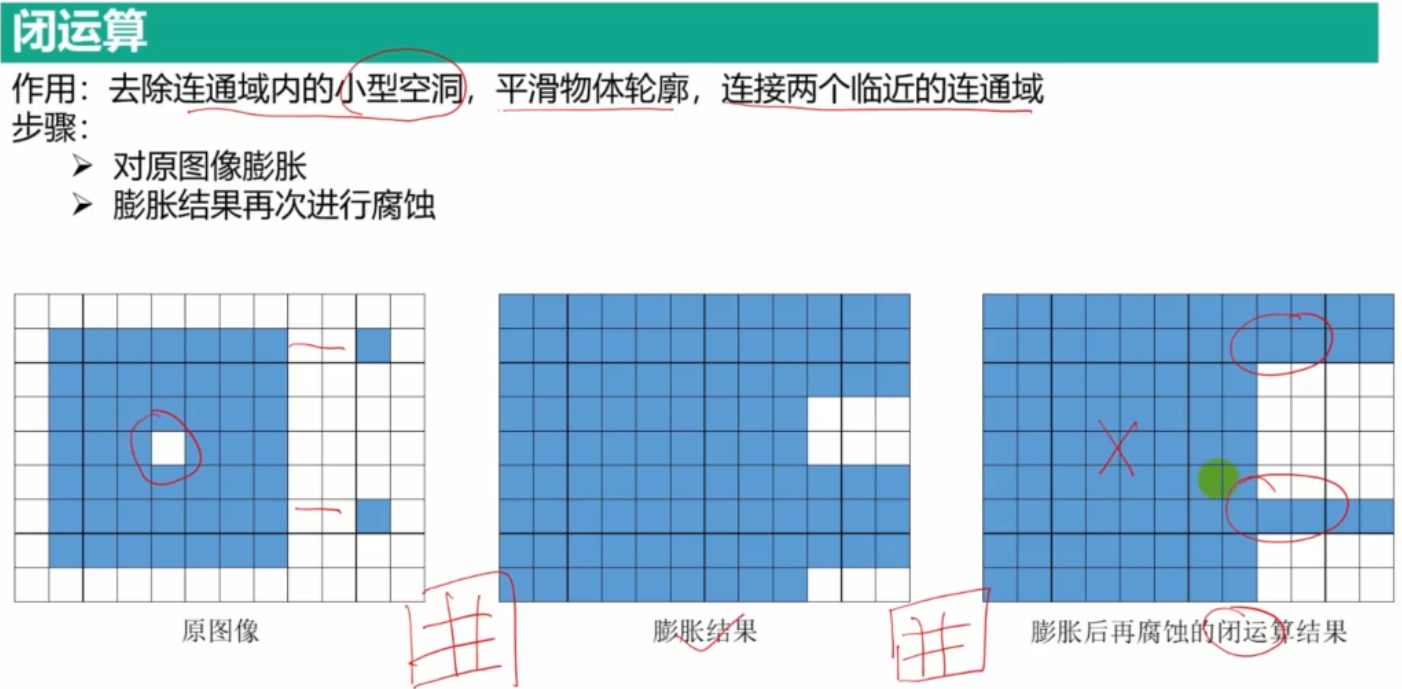 闭运算
作用：去除连通域内的小型空洞，平滑物体轮廓，连接两个临近的连通域
步骤：
➢ 对原图像膨胀
➢ 膨胀结果再次进行腐蚀
原图像
膨胀结果
膨胀后再腐蚀的闭运算结果